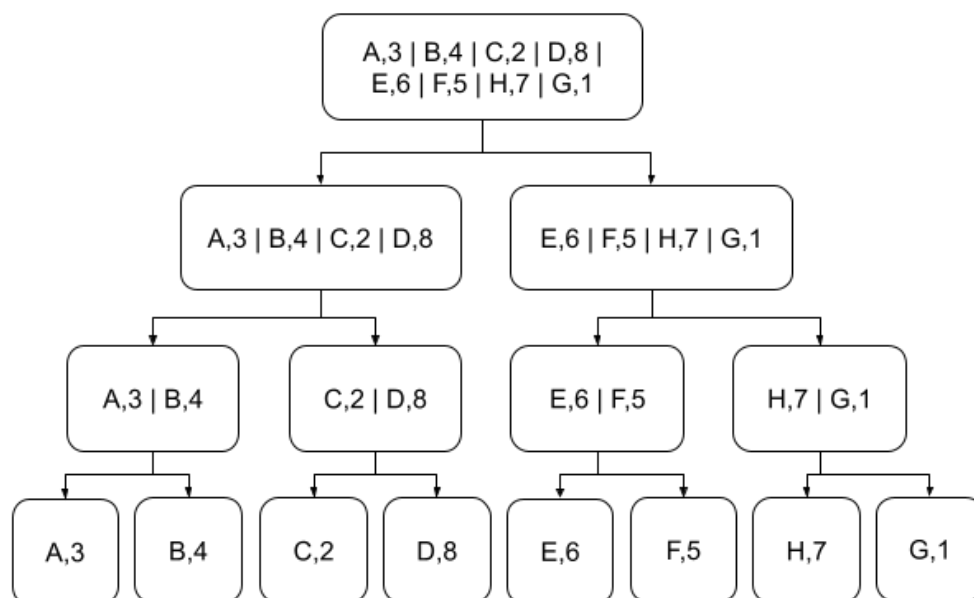 A,3 | B,4 | C,2 | D,8 |
E,6 | F,5 | H,7 | G,1
A,3 | B,4 | C,2 | D,8
E,6 | F,5 | H,7 | G,1
A,3 | B,4
C,2 | D,8
E,6 | F,5
H,7 | G,1
A,3
B,4
C,2
D,8
E,6
F,5
H,7
G,1